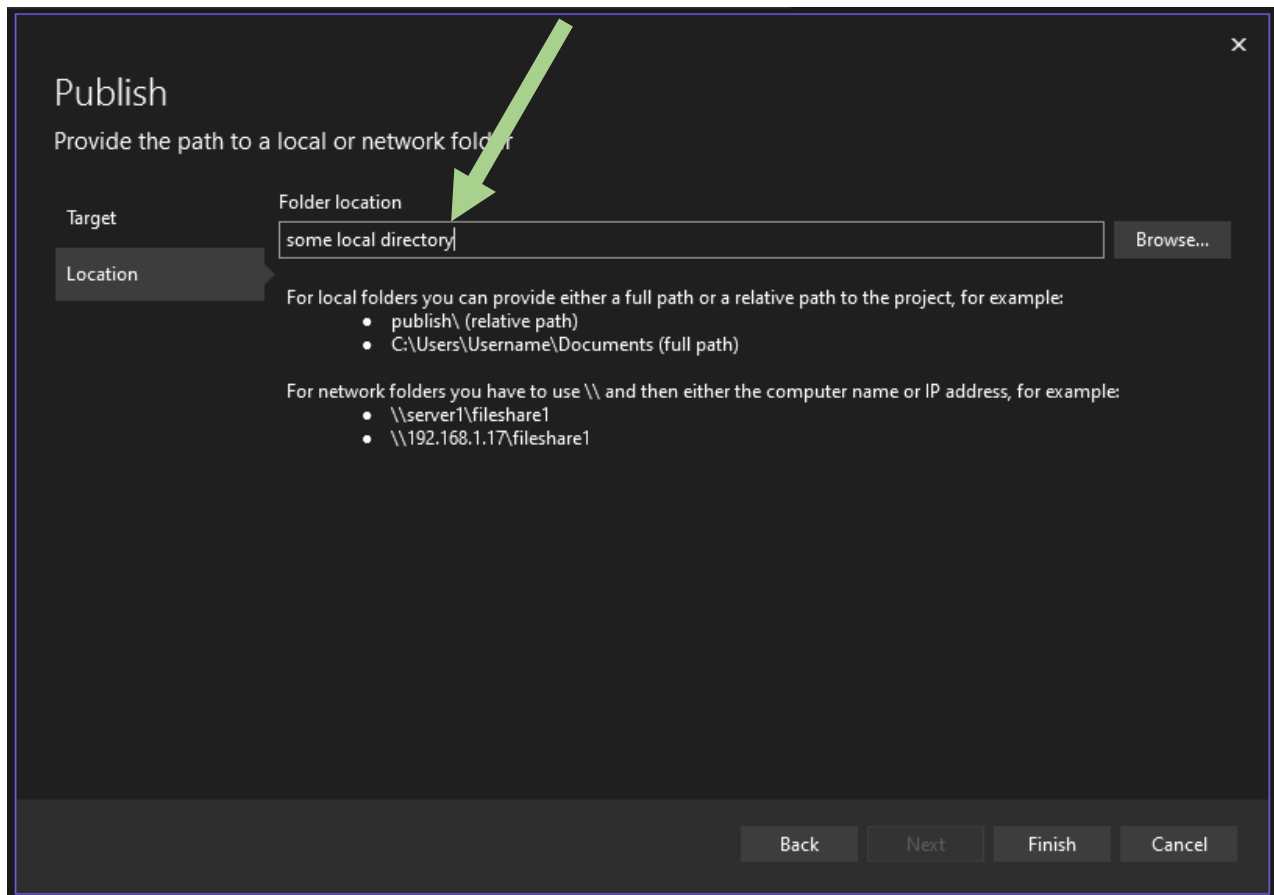 Publish
Provide the path to a local or network folder
Target
Location
Folder location
some local directory
Browse...
For local folders you can provide either a full path or a relative path to the project, for example:
● publish\ (relative path)
● C:\Users\Username\Documents (full path)
For network folders you have to use \\ and then either the computer name or IP address, for example:
● \\server1\fileshare1
● \\192.168.1.17\fileshare1
Back
Next
Finish
Cancel